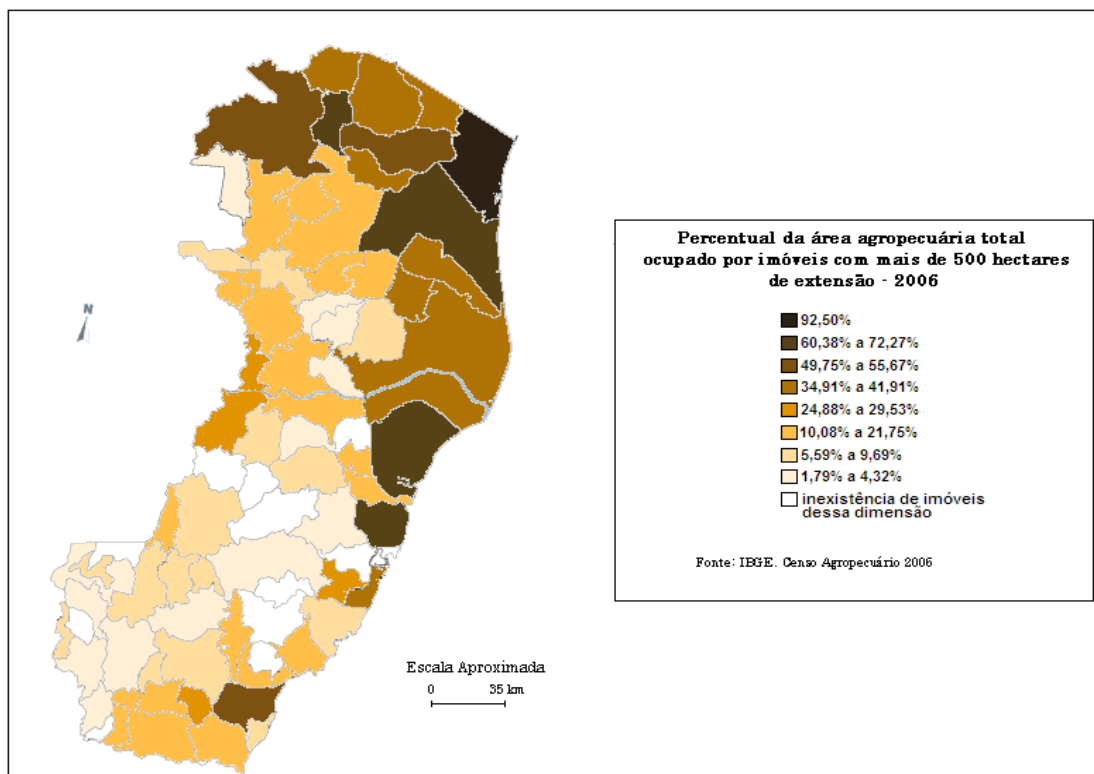 N
Percentual da área agropecuária total
ocupado por imóveis com mais de 500 hectares
de extensão - 2006
92,50%
60,38% a 72,27%
49,75% a 55,67%
34,91% a 41,91%
24,88% a 29,53%
10,08% a 21,75%
5,59% a 9,69%
1,79% a 4,32%
inexistência de imóveis
dessa dimensão
Fonte: IBGE. Censo Agropecuário 2006
Escala Aproximada
0 35 km